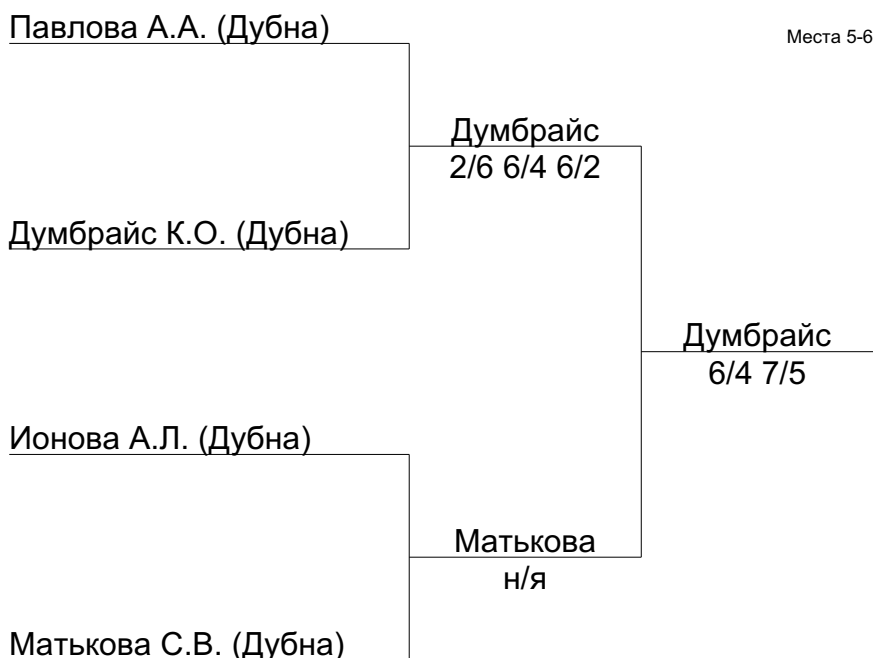 Павлова А.А. (Дубна)
Места 5-6
Думбрайс
2/6 6/4 6/2
Думбрайс К.О. (Дубна)
Думбрайс
6/4 7/5
Ионова А.Л. (Дубна)
Матькова
н/я
Матькова С.В. (Дубна)